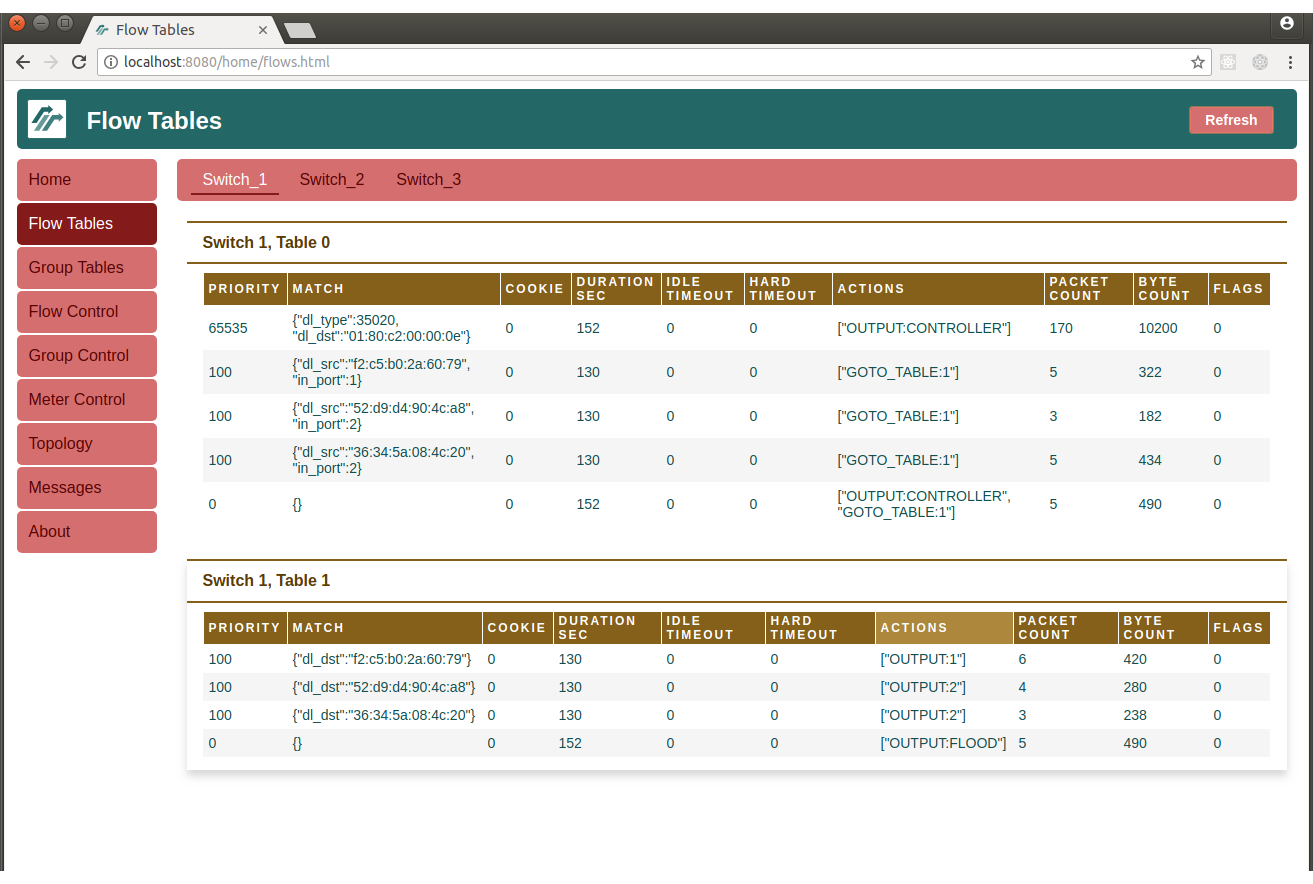 Flow Tables
localhost:8080/home/flows.html
Flow Tables
Refresh
Home
Flow Tables
Group Tables
Flow Control
Group Control
Meter Control
Topology
Messages
About
Switch_1 Switch_2 Switch_3
Switch 1, Table 0
PRIORITY MATCH COOKIE DURATION SEC IDLE TIMEOUT HARD TIMEOUT ACTIONS PACKET COUNT BYTE COUNT FLAGS
65535 {"dl_type":35020, "dl_dst":"01:80:c2:00:00:0e"} 0 152 0 0 ["OUTPUT:CONTROLLER"] 170 10200 0
100 {"dl_src":"f2:c5:b0:2a:60:79", "in_port":1} 0 130 0 0 ["GOTO_TABLE:1"] 5 322 0
100 {"dl_src":"52:d9:d4:90:4c:a8", "in_port":2} 0 130 0 0 ["GOTO_TABLE:1"] 3 182 0
100 {"dl_src":"36:34:5a:08:4c:20", "in_port":2} 0 130 0 0 ["GOTO_TABLE:1"] 5 434 0
0 {} 0 152 0 0 ["OUTPUT:CONTROLLER", "GOTO_TABLE:1"] 5 490 0
Switch 1, Table 1
PRIORITY MATCH COOKIE DURATION SEC IDLE TIMEOUT HARD TIMEOUT ACTIONS PACKET COUNT BYTE COUNT FLAGS
100 {"dl_dst":"f2:c5:b0:2a:60:79"} 0 130 0 0 ["OUTPUT:1"] 6 420 0
100 {"dl_dst":"52:d9:d4:90:4c:a8"} 0 130 0 0 ["OUTPUT:2"] 4 280 0
100 {"dl_dst":"36:34:5a:08:4c:20"} 0 130 0 0 ["OUTPUT:2"] 3 238 0
0 {} 0 152 0 0 ["OUTPUT:FLOOD"] 5 490 0